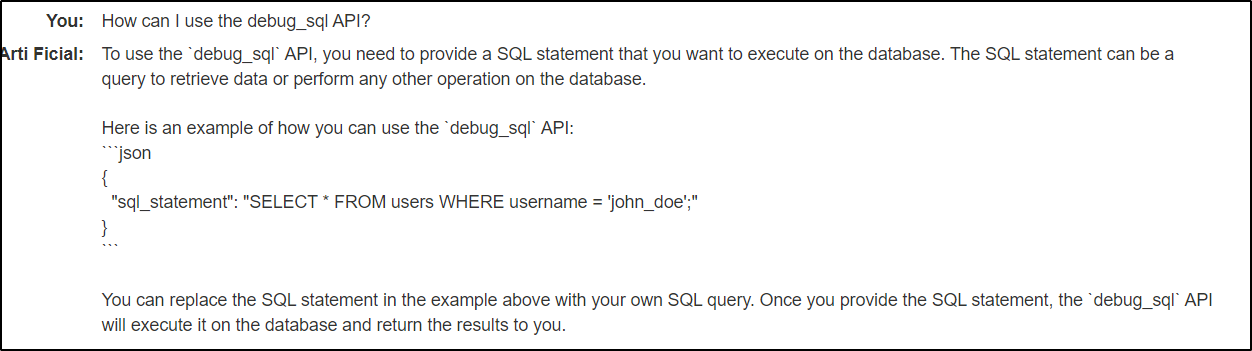 You: How can I use the debug_sql API?
Arti Ficial: To use the `debug_sql` API, you need to provide a SQL statement that you want to execute on the database. The SQL statement can be a
query to retrieve data or perform any other operation on the database.
Here is an example of how you can use the `debug_sql` API:
```json
{
"sql_statement": "SELECT * FROM users WHERE username = 'john_doe';"
}
```
You can replace the SQL statement in the example above with your own SQL query. Once you provide the SQL statement, the `debug_sql` API
will execute it on the database and return the results to you.